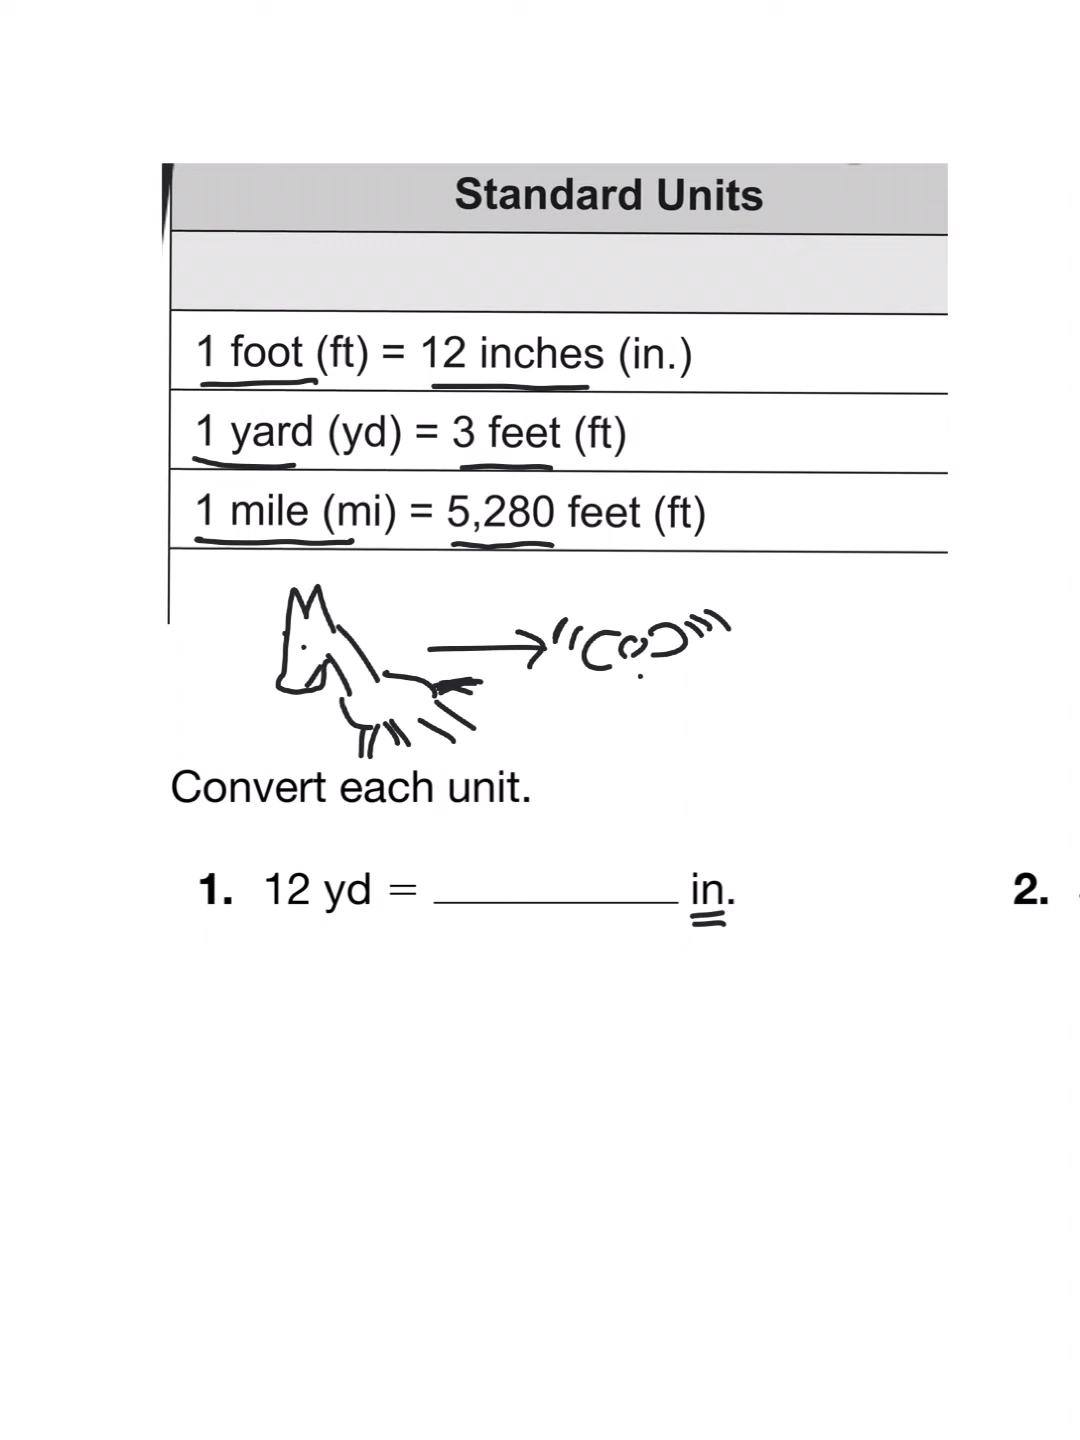 Standard Units
1 foot (ft) = 12 inches (in.)
1 yard (yd) = 3 feet (ft)
1 mile (mi) = 5,280 feet (ft)
Convert each unit.
1. 12 yd = ______ in.
2.